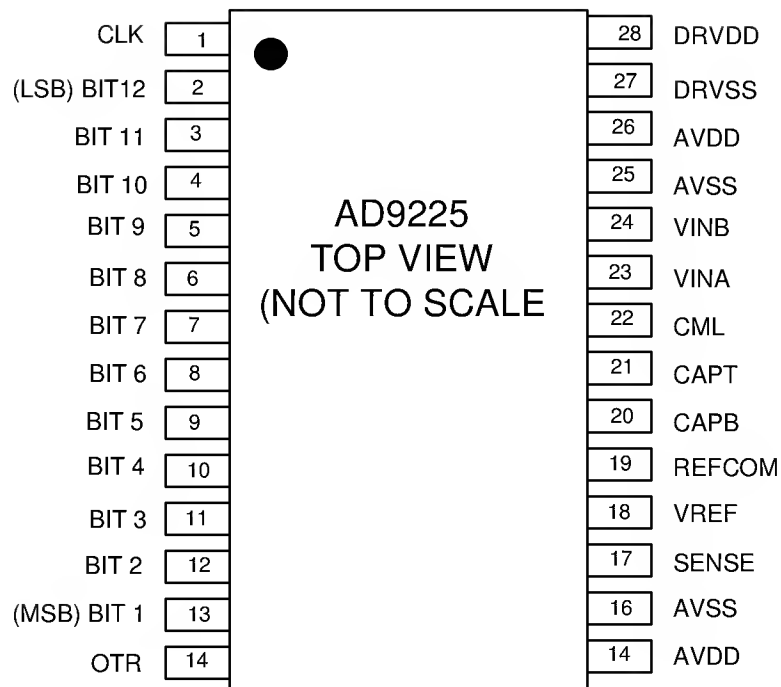 CLK 1 28 DRVDD
(LSB) BIT12 2 27 DRVSS
BIT 11 3 26 AVDD
BIT 10 4 25 AVSS
BIT 9 5 24 VINB
BIT 8 6 23 VINA
BIT 7 7 22 CML
BIT 6 8 21 CAPT
BIT 5 9 20 CAPB
BIT 4 10 19 REFCOM
BIT 3 11 18 VREF
BIT 2 12 17 SENSE
(MSB) BIT 1 13 16 AVSS
OTR 14 14 AVDD
AD9225
TOP VIEW
(NOT TO SCALE